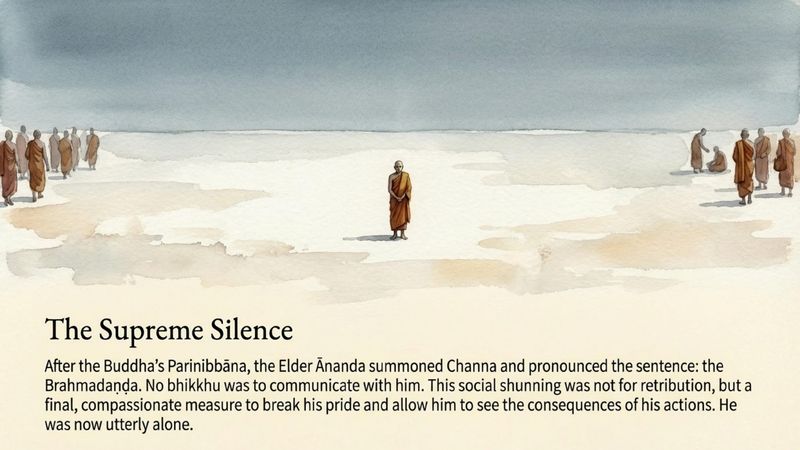 The Supreme Silence
After the Buddha’s Parinibbāna, the Elder Ānanda summoned Channa and pronounced the sentence: the
Brahmadaṇḍa. No bhikkhu was to communicate with him. This social shunning was not for retribution, but a
final, compassionate measure to break his pride and allow him to see the consequences of his actions. He
was now utterly alone.